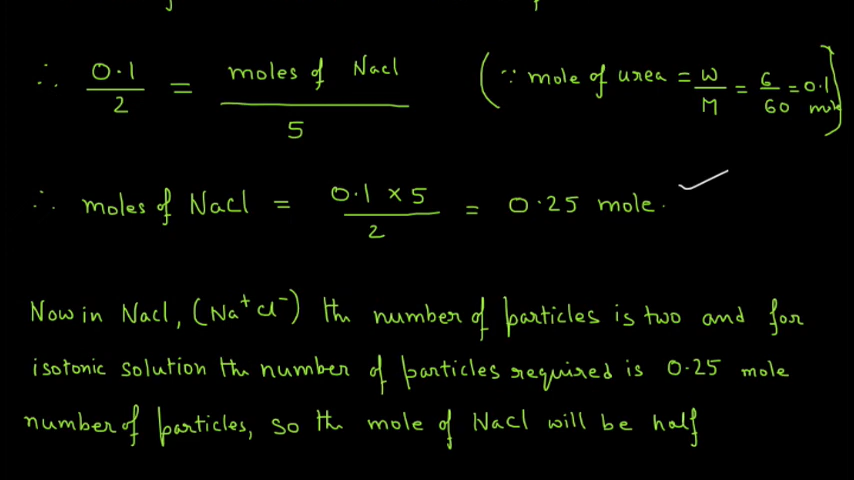 ∴ 0.1/2 = moles of Nacl/5 (∵ mole of urea = W/M = 6/60 = 0.1 mole)
∴ moles of Nacl = 0.1 × 5/2 = 0.25 mole.
Now in Nacl, (Na⁺ Cl⁻) the number of particles is two and for
isotonic solution the number of particles required is 0.25 mole
number of particles, so the mole of Nacl will be half